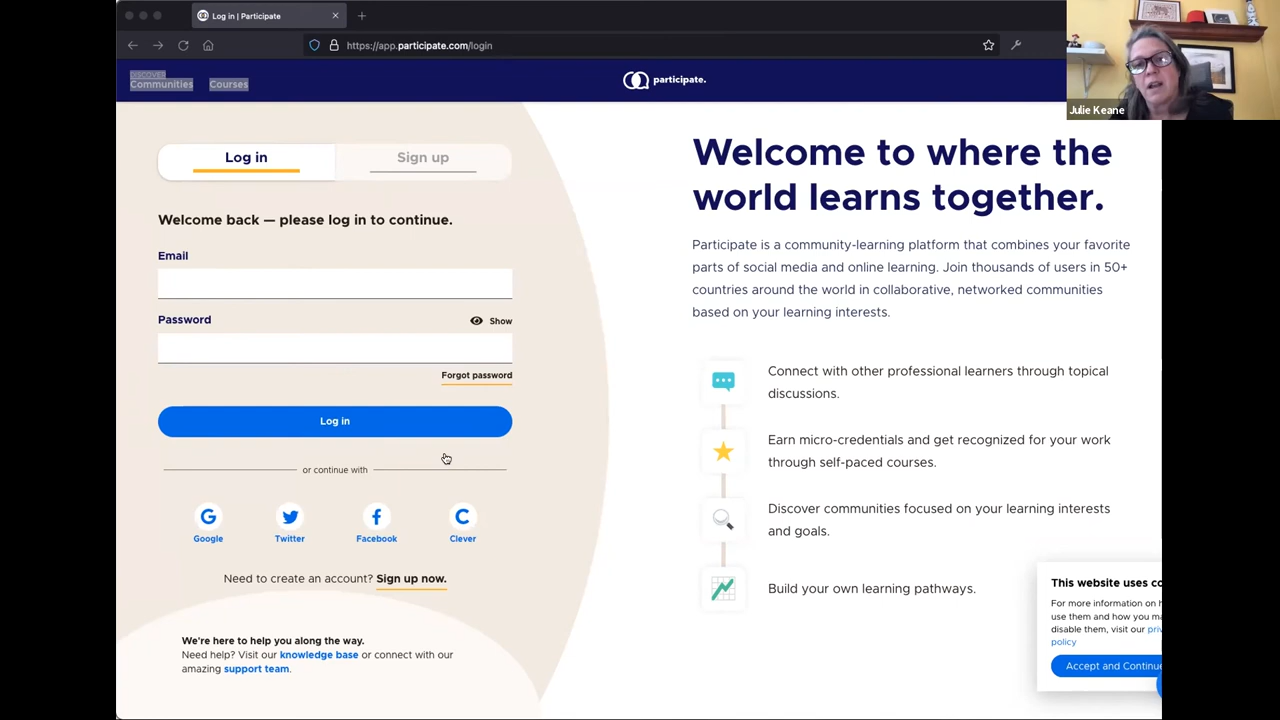 Log in | Participate
https://app.participate.com/login
DISCOVER
Communities
Courses
participate.
Julie Keane
Log in
Sign up
Welcome back — please log in to continue.
Email
Password
Show
Forgot password
Log in
or continue with
Google
Twitter
Facebook
Clever
Need to create an account? Sign up now.
We're here to help you along the way.
Need help? Visit our knowledge base or connect with our
amazing support team.
Welcome to where the
world learns together.
Participate is a community-learning platform that combines your favorite
parts of social media and online learning. Join thousands of users in 50+
countries around the world in collaborative, networked communities
based on your learning interests.
Connect with other professional learners through topical
discussions.
Earn micro-credentials and get recognized for your work
through self-paced courses.
Discover communities focused on your learning interests
and goals.
Build your own learning pathways.
This website uses co
For more information on h
use them and how you ma
disable them, visit our priv
policy
Accept and Continue